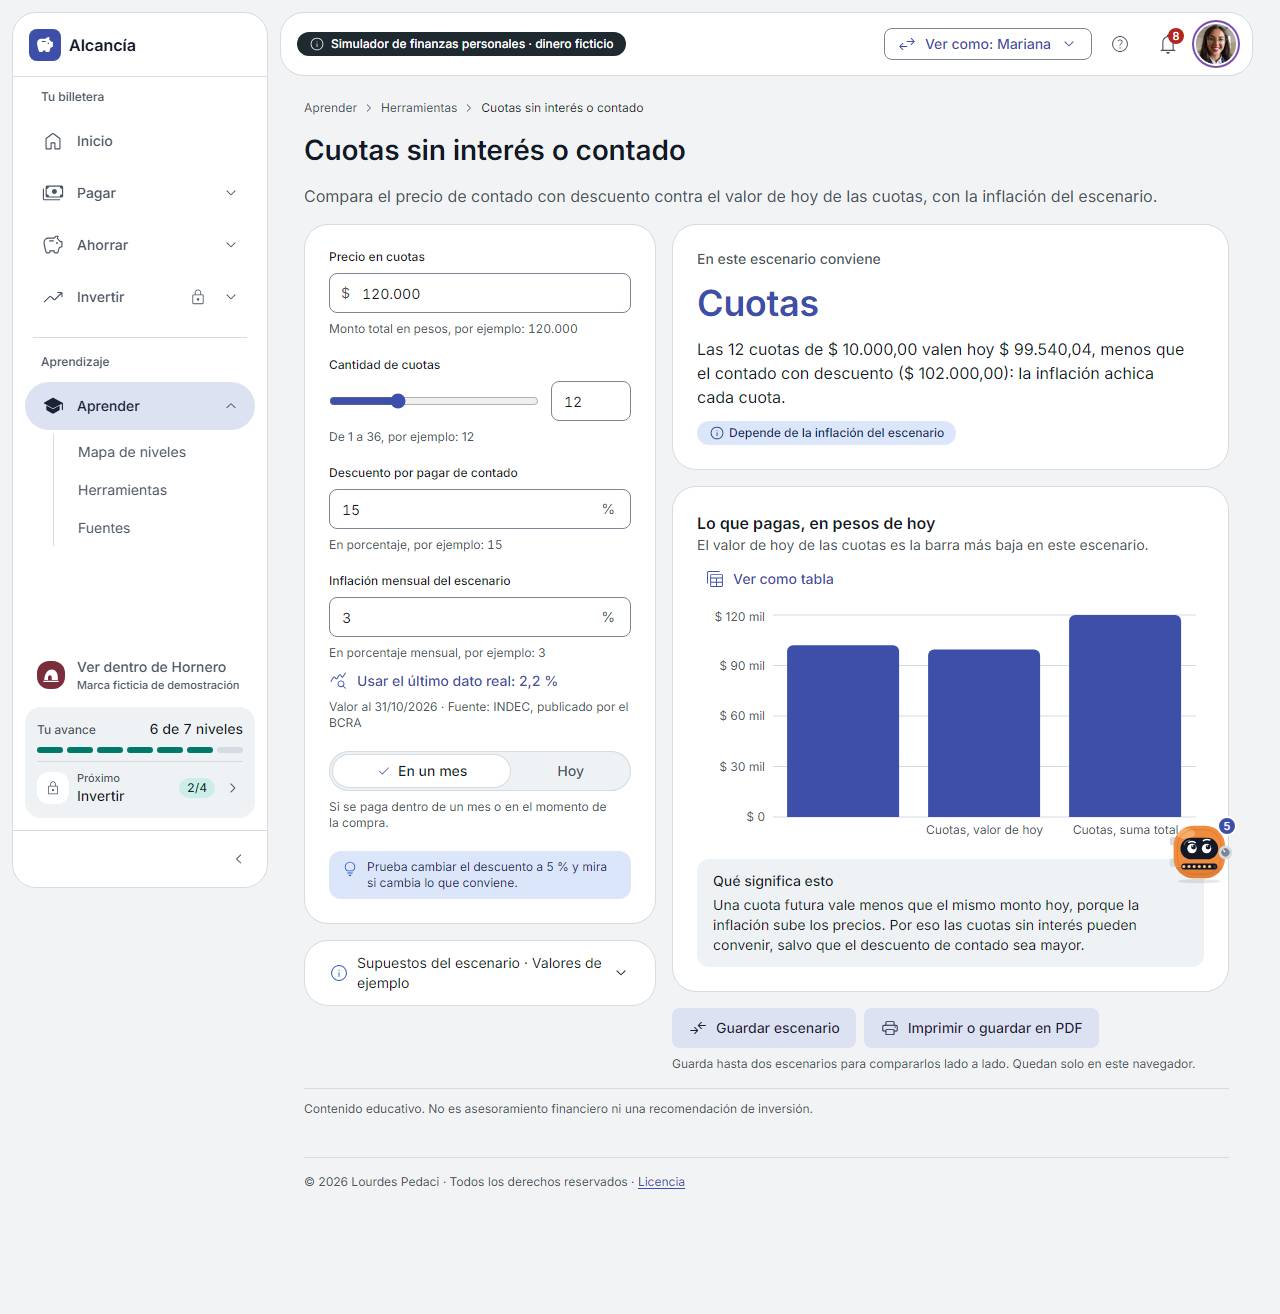 Alcancía
Tu billetera
Inicio
Pagar
Ahorrar
Invertir
Aprendizaje
Aprender
Mapa de niveles
Herramientas
Fuentes
Ver dentro de Hornero
Marca ficticia de demostración
Tu avance
6 de 7 niveles
Próximo
Invertir
2/4
Simulador de finanzas personales · dinero ficticio
Ver como: Mariana
8
Aprender
Herramientas
Cuotas sin interés o contado
Cuotas sin interés o contado
Compara el precio de contado con descuento contra el valor de hoy de las cuotas, con la inflación del escenario.
Precio en cuotas
$ 120.000
Monto total en pesos, por ejemplo: 120.000
Cantidad de cuotas
12
De 1 a 36, por ejemplo: 12
Descuento por pagar de contado
15 %
En porcentaje, por ejemplo: 15
Inflación mensual del escenario
3 %
En porcentaje mensual, por ejemplo: 3
Usar el último dato real: 2,2 %
Valor al 31/10/2026 · Fuente: INDEC, publicado por el
BCRA
En un mes
Hoy
Si se paga dentro de un mes o en el momento de
la compra.
Prueba cambiar el descuento a 5 % y mira
si cambia lo que conviene.
Supuestos del escenario · Valores de
ejemplo
En este escenario conviene
Cuotas
Las 12 cuotas de $ 10.000,00 valen hoy $ 99.540,04, menos que
el contado con descuento ($ 102.000,00): la inflación achica
cada cuota.
Depende de la inflación del escenario
Lo que pagas, en pesos de hoy
El valor de hoy de las cuotas es la barra más baja en este escenario.
Ver como tabla
$ 120 mil
$ 90 mil
$ 60 mil
$ 30 mil
$ 0
Cuotas, valor de hoy
Cuotas, suma total
5
Qué significa esto
Una cuota futura vale menos que el mismo monto hoy, porque la
inflación sube los precios. Por eso las cuotas sin interés pueden
convenir, salvo que el descuento de contado sea mayor.
Guardar escenario
Imprimir o guardar en PDF
Guarda hasta dos escenarios para compararlos lado a lado. Quedan solo en este navegador.
Contenido educativo. No es asesoramiento financiero ni una recomendación de inversión.
© 2026 Lourdes Pedaci · Todos los derechos reservados · Licencia